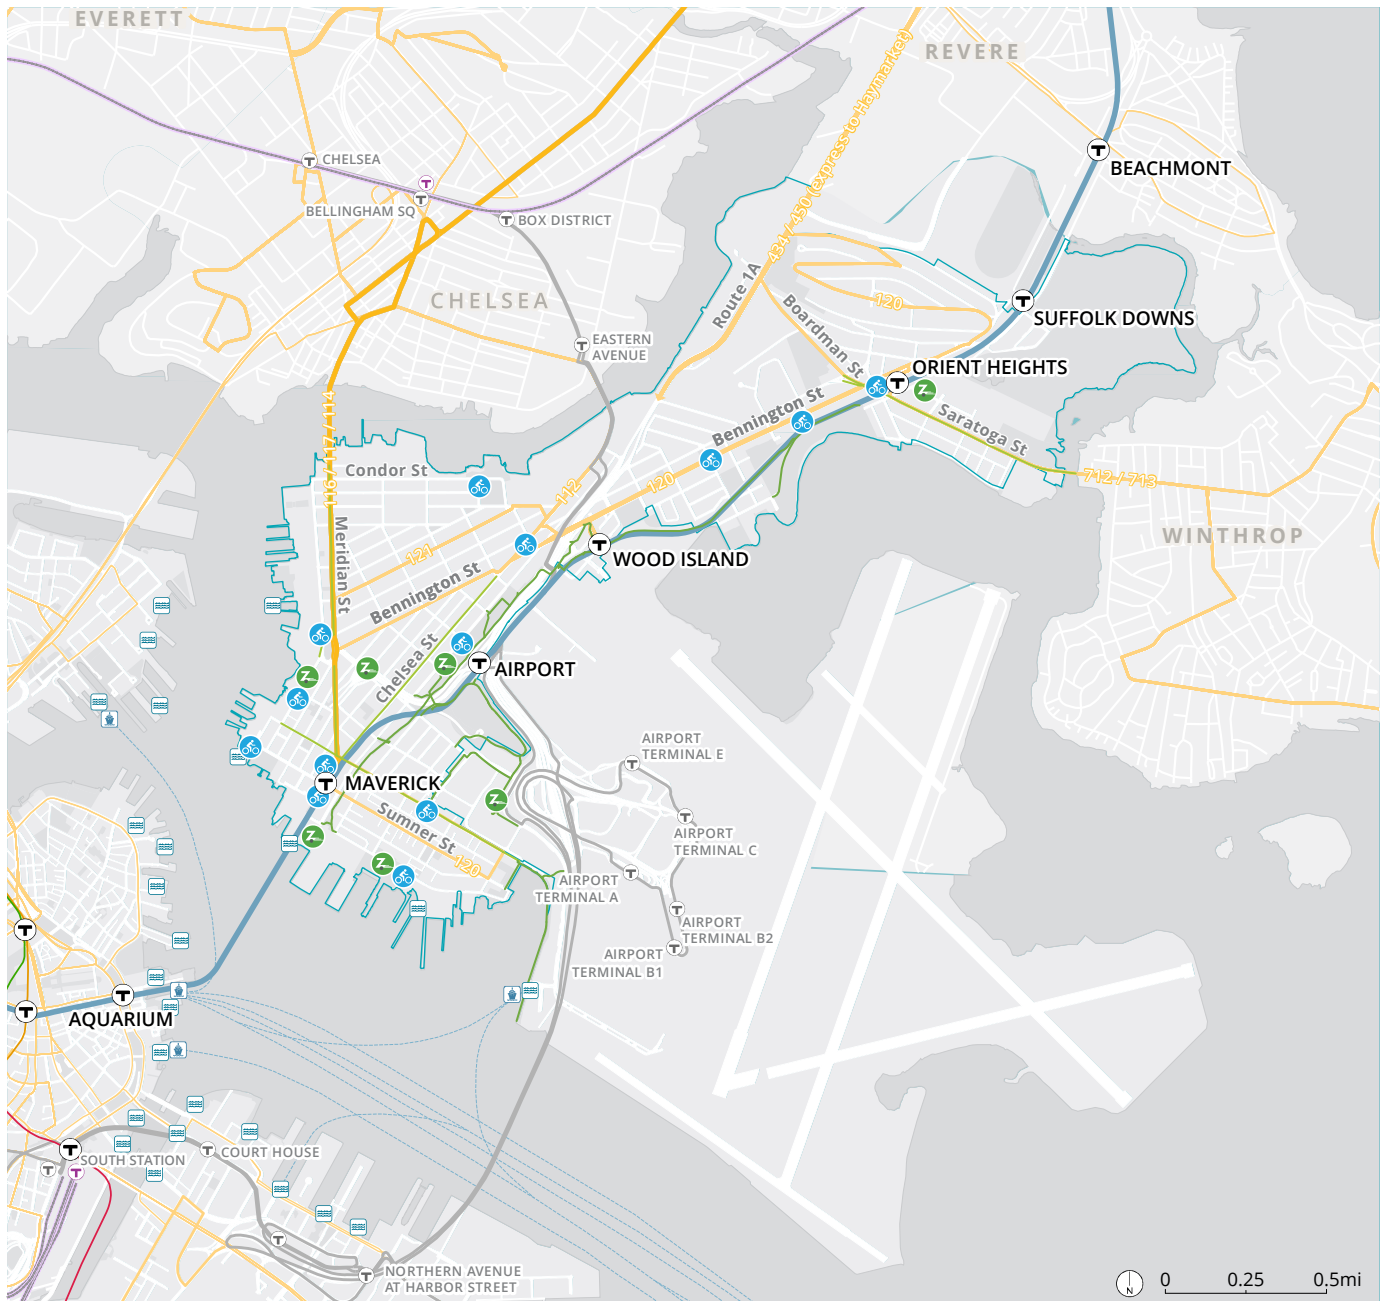 EVERETT
REVERE
434 / 450 (express to Haymarket)
BEACHMONT
CHELSEA
BELLINGHAM SQ
BOX DISTRICT
CHELSEA
Route 1A
120
SUFFOLK DOWNS
Boardman St
EASTERN
AVENUE
ORIENT HEIGHTS
Bennington St
Saratoga St
116 / 117 / 114
Condor St
112
120
712 / 713
WINTHROP
Meridian St
121
WOOD ISLAND
Bennington St
Chelsea St
AIRPORT
AIRPORT
TERMINAL E
MAVERICK
Sumner St
120
AIRPORT
TERMINAL C
AIRPORT
TERMINAL A
AIRPORT
TERMINAL B2
AIRPORT
TERMINAL B1
AQUARIUM
SOUTH STATION
COURT HOUSE
NORTHERN AVENUE
AT HARBOR STREET
N
0 0.25 0.5mi